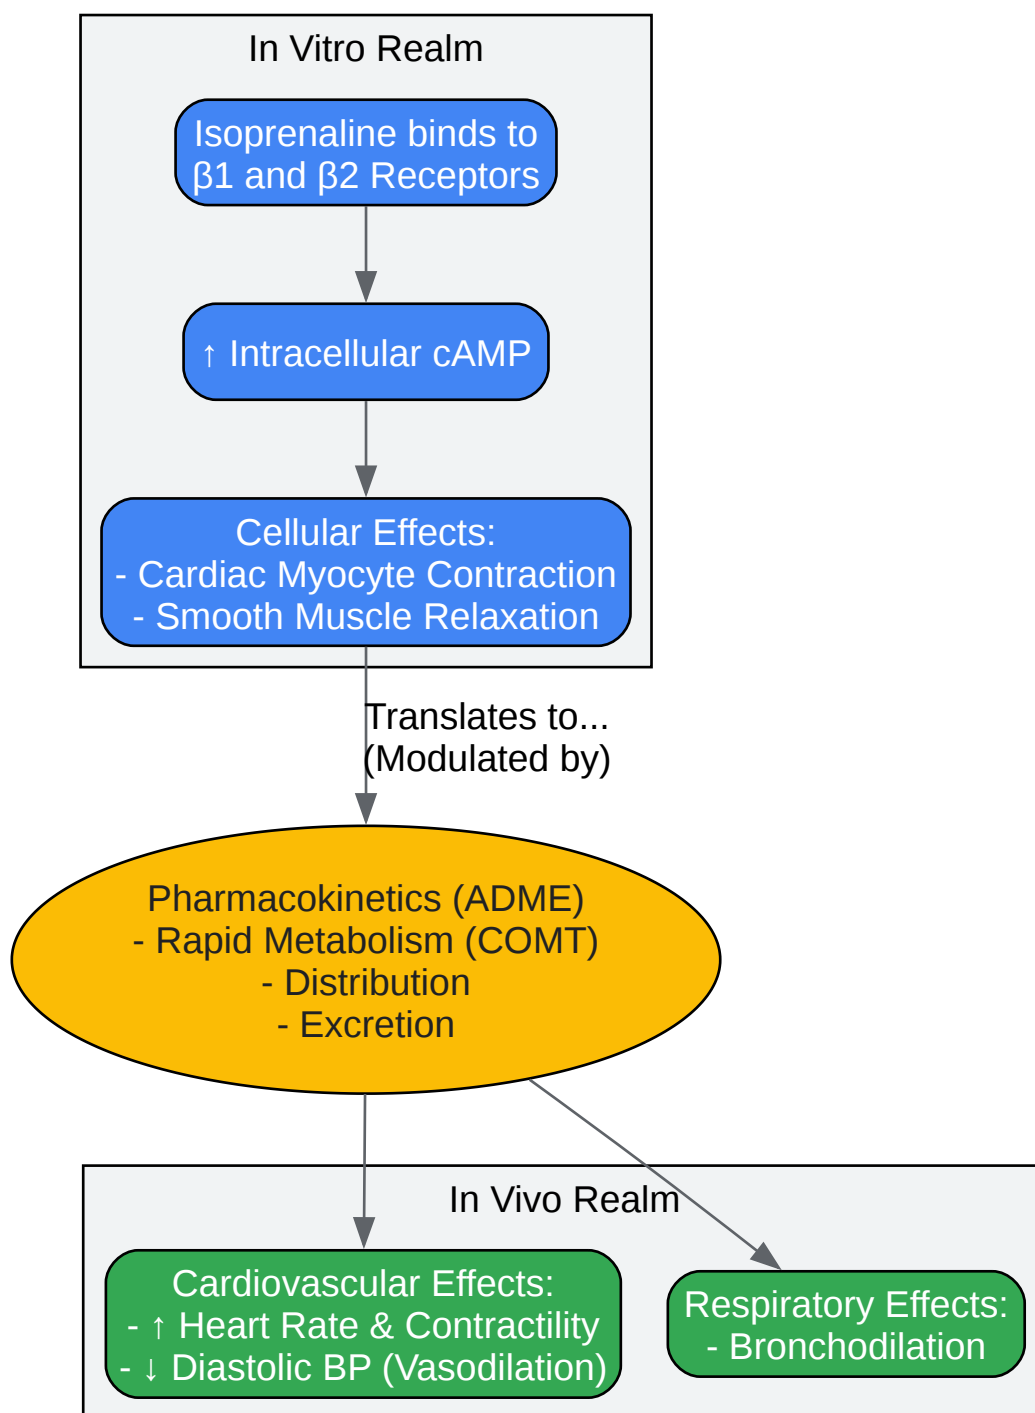 In Vitro Realm
Isoprenaline binds to
β1 and β2 Receptors
↑ Intracellular cAMP
Cellular Effects:
- Cardiac Myocyte Contraction
- Smooth Muscle Relaxation
Translates to...
(Modulated by)
Pharmacokinetics (ADME)
- Rapid Metabolism (COMT)
- Distribution
- Excretion
In Vivo Realm
Cardiovascular Effects:
- ↑ Heart Rate & Contractility
- ↓ Diastolic BP (Vasodilation)
Respiratory Effects:
- Bronchodilation